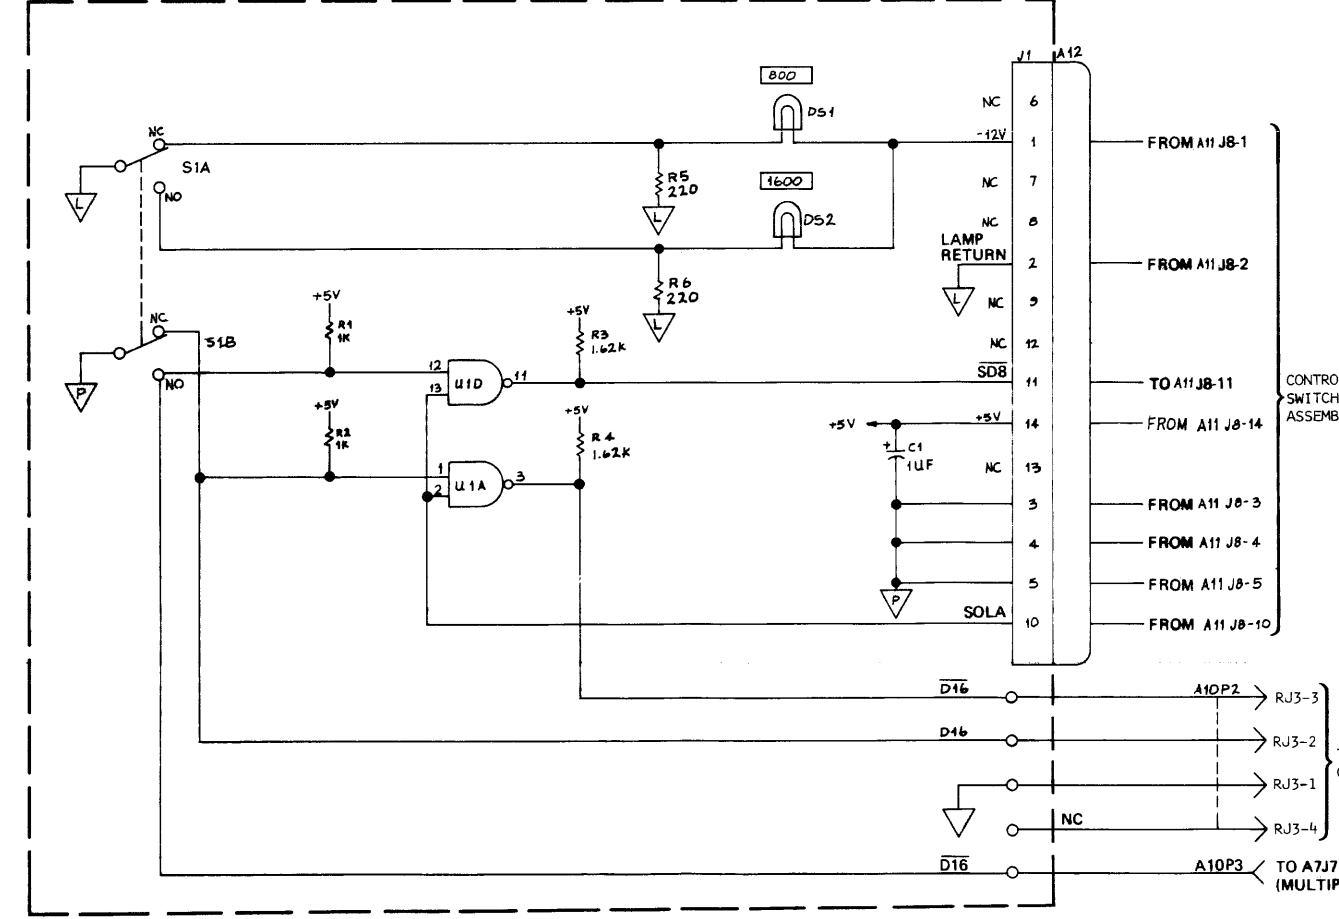 J1 A12
800
NC 6
DS1
NC
-12V 1 FROM A11 J8-1
S1A
L
NO
R5
220
L
NC 7
1600
NC 8
DS2
LAMP
RETURN 2 FROM A11 J8-2
L
R6
220
L
NC 9
+5V
R1
1K
+5V
R3
1.62K
NC
S1B
P
NO
NC 12
12
13
U1D
11
SD8 11 TO A11 J8-11
CONTRO
SWITCH
ASSEMB
+5V
R2
1K
+5V
R4
1.62K
+5V +5V 14 FROM A11 J8-14
+ C1
1UF
NC 13
1
2
U1A
3
3 FROM A11 J8-3
4 FROM A11 J8-4
5 FROM A11 J8-5
P
SOLA 10 FROM A11 J8-10
D16 A10P2 RJ3-3
D16 RJ3-2
RJ3-1
NC RJ3-4
D16 A10P3 TO A7J7
(MULTIP